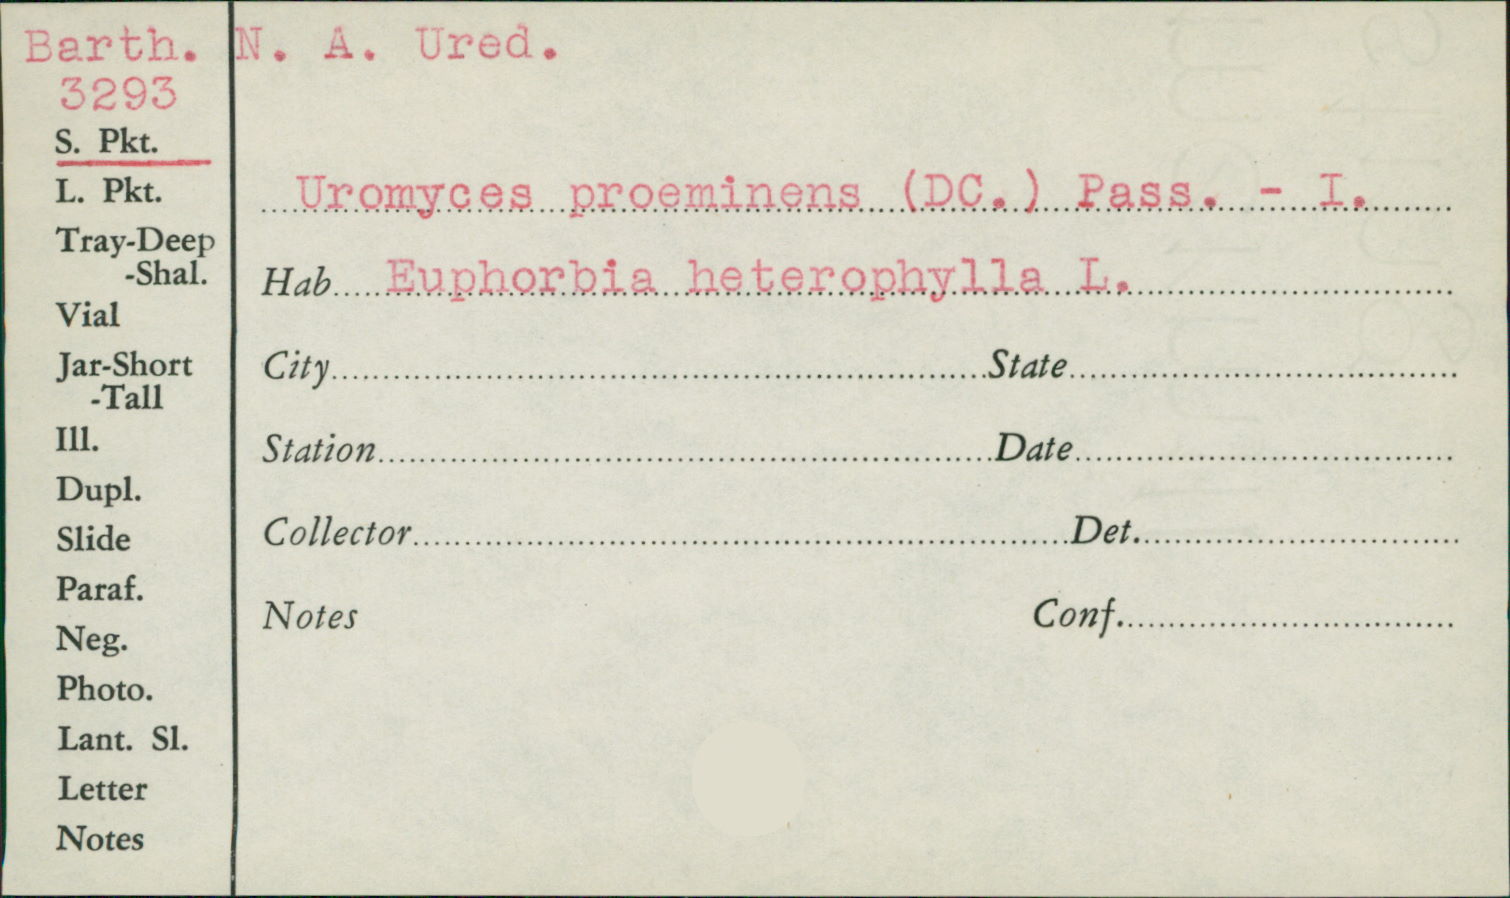 Barth. N. A. Ured.
3293
S. Pkt.
L. Pkt.
Tray-Deep
-Shal.
Vial
Jar-Short
-Tall
Ill.
Dupl.
Slide
Paraf.
Neg.
Photo.
Lant. Sl.
Letter
Notes
Uromyces proeminens (DC.) Pass. - I.
Hab Euphorbia heterophylla L.
City State
Station Date
Collector Det.
Notes Conf.